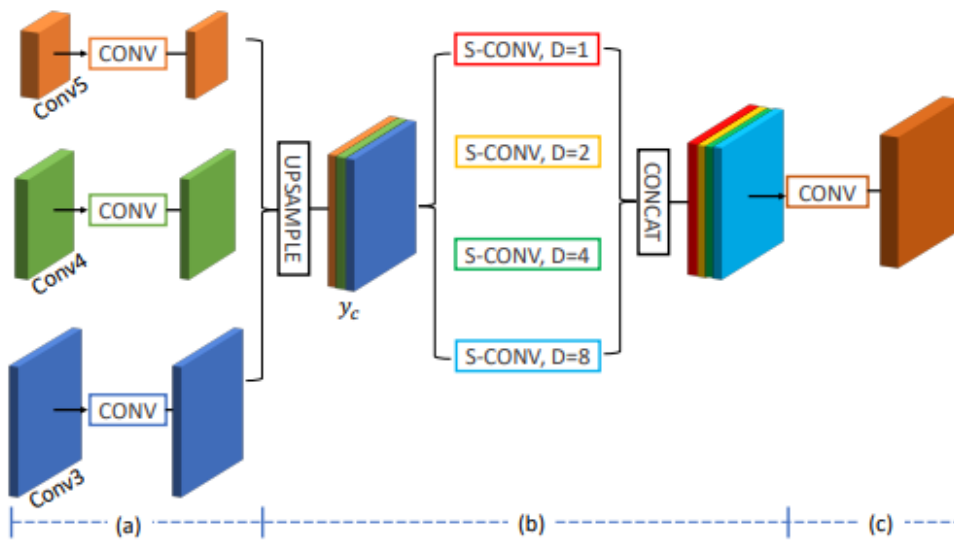 CONV
Conv5
CONV
Conv4
CONV
Conv3
UPSAMPLE
y_c
S-CONV, D=1
S-CONV, D=2
S-CONV, D=4
S-CONV, D=8
CONCAT
CONV
(a)
(b)
(c)